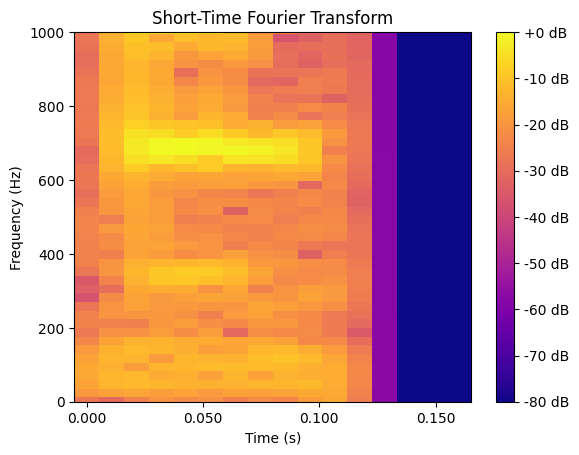 Short-Time Fourier Transform
1000
800
600
400
200
0
Frequency (Hz)
0.000
0.050
0.100
0.150
Time (s)
+0 dB
-10 dB
-20 dB
-30 dB
-40 dB
-50 dB
-60 dB
-70 dB
-80 dB